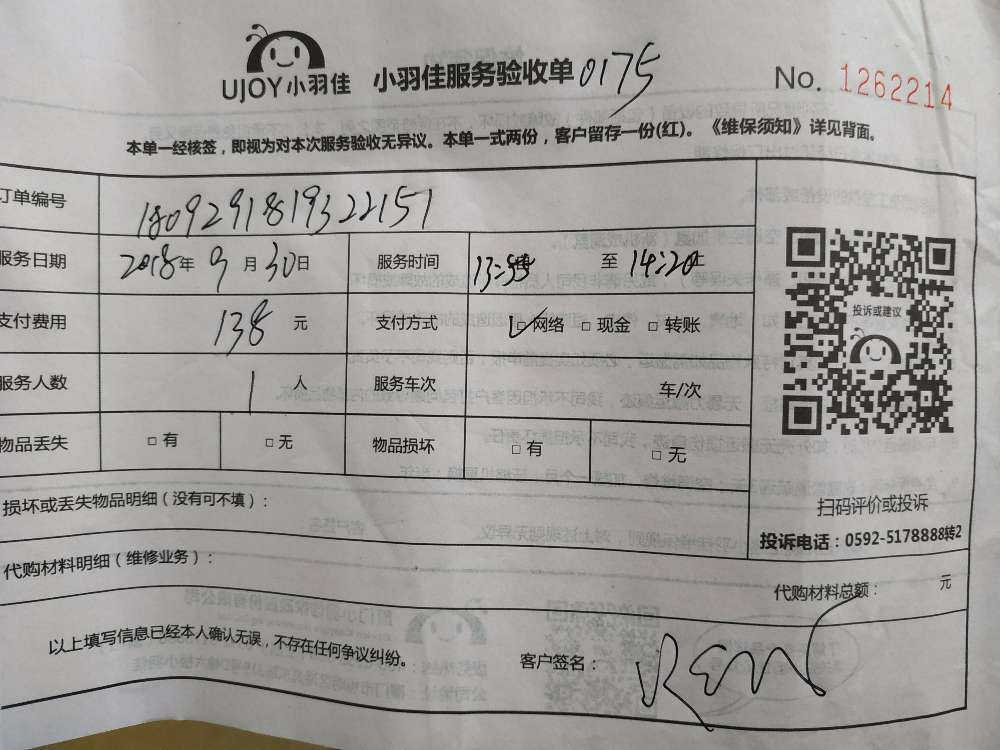 UJOY小羽佳 小羽佳服务验收单 0175 No. 1262214
本单一经核签，即视为对本次服务验收无异议。本单一式两份，客户留存一份(红)。《维保须知》详见背面。
订单编号 1809291819322151
服务日期 2018年9月30日 服务时间 至14:20止
支付费用 138元 支付方式 ☑网络 □现金 □转账
服务人数 1人 服务车次 车/次
物品丢失 □有 □无 物品损坏 □有 □无
损坏或丢失物品明细（没有可不填）：
代购材料明细（维修业务）：
代购材料总额： 元
以上填写信息已经本人确认无误，不存在任何争议纠纷。 客户签名：
投诉或建议
扫码评价或投诉
投诉电话：0592-5178888转2